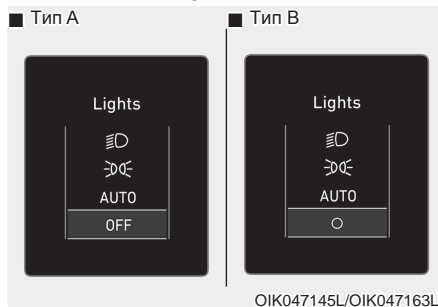 ■ Тип A
Lights
AUTO
OFF
■ Тип B
Lights
AUTO
OIK047145L/OIK047163L